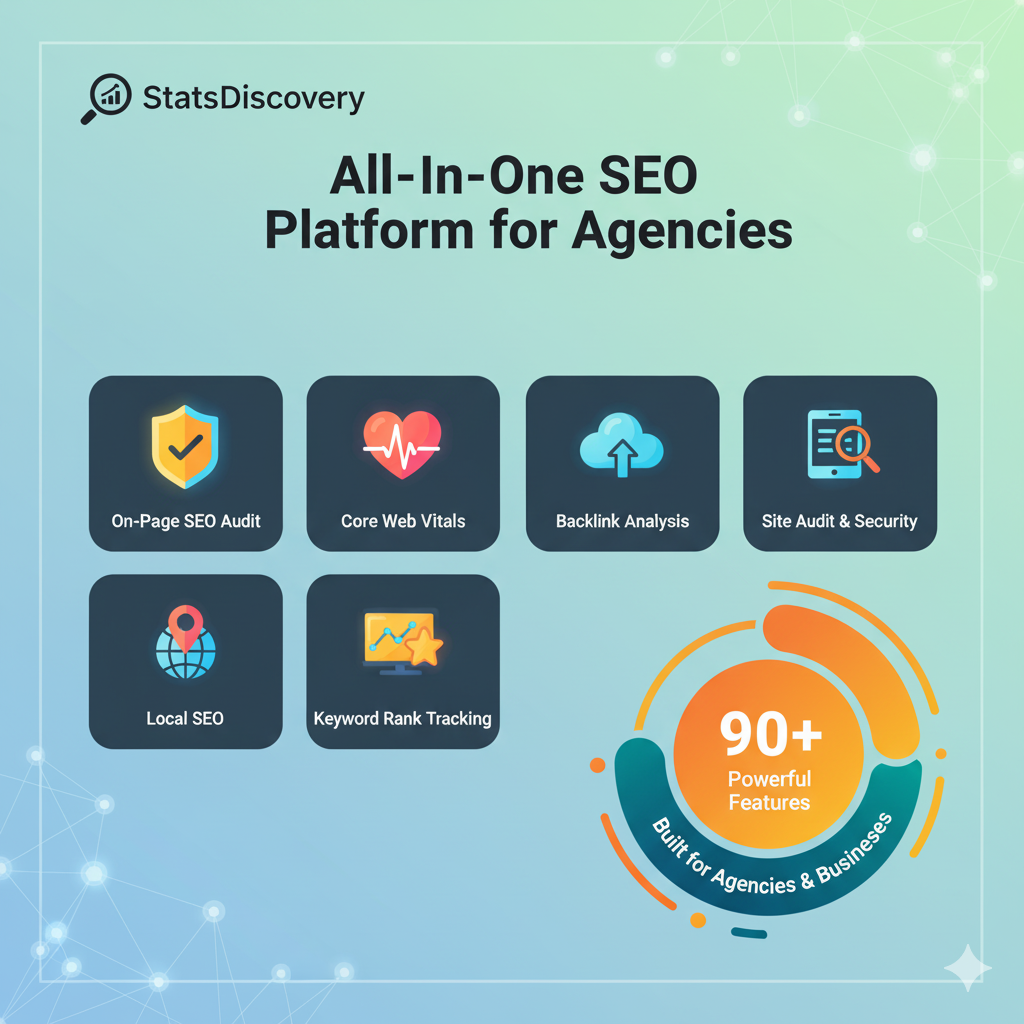 StatsDiscovery
All-In-One SEO
Platform for Agencies
On-Page SEO Audit
Core Web Vitals
Backlink Analysis
Site Audit & Security
Local SEO
Keyword Rank Tracking
90+
Powerful
Features
Built for Agencies & Busineses